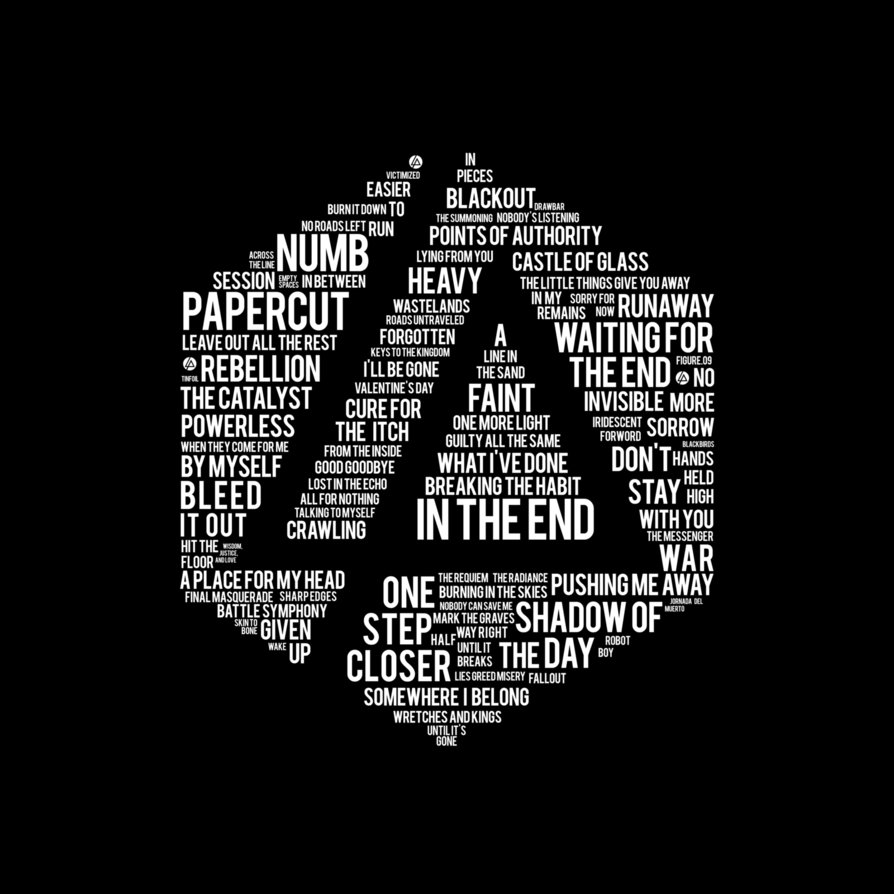 IN
PIECES
VICTIMIZED
EASIER
TO
RUN
BLACKOUT
DRAWBAR
BURN IT DOWN
THE SUMMONING
NOBODY'S LISTENING
NO ROADS LEFT
POINTS OF AUTHORITY
NUMB
ACROSS
THE LINE
LYING FROM YOU
CASTLE OF GLASS
SESSION
EMPTY
SPACES
IN BETWEEN
HEAVY
THE LITTLE THINGS GIVE YOU AWAY
PAPERCUT
WASTELANDS
IN MY
REMAINS
SORRY FOR
NOW
RUNAWAY
ROADS UNTRAVELED
LEAVE OUT ALL THE REST
FORGOTTEN
A
LINE IN
THE SAND
WAITING FOR
THE END
KEYS TO THE KINGDOM
FIGURE.09
TINFOIL
REBELLION
I'LL BE GONE
NO
MORE
SORROW
VALENTINE'S DAY
THE CATALYST
CURE FOR
THE ITCH
FAINT
INVISIBLE
POWERLESS
ONE MORE LIGHT
IRIDESCENT
FORWORD
WHEN THEY COME FOR ME
FROM THE INSIDE
GUILTY ALL THE SAME
BLACKBIRDS
BY MYSELF
GOOD GOODBYE
WHAT I'VE DONE
DON'T
STAY
HANDS
HELD
HIGH
BLEED
IT OUT
LOST IN THE ECHO
BREAKING THE HABIT
ALL FOR NOTHING
IN THE END
TALKING TO MYSELF
WITH YOU
CRAWLING
THE MESSENGER
HIT THE
FLOOR
WISDOM,
JUSTICE,
AND LOVE
WAR
A PLACE FOR MY HEAD
ONE
STEP
CLOSER
THE REQUIEM
THE RADIANCE
PUSHING ME AWAY
FINAL MASQUERADE
SHARP EDGES
BURNING IN THE SKIES
JORNADA DEL
MUERTO
BATTLE SYMPHONY
NOBODY CAN SAVE ME
SHADOW OF
THE DAY
SKIN TO
BONE
GIVEN
UP
MARK THE GRAVES
HALF
WAY RIGHT
ROBOT
BOY
WAKE
UNTIL IT
BREAKS
LIES GREED MISERY
FALLOUT
SOMEWHERE I BELONG
WRETCHES AND KINGS
UNTIL IT'S
GONE